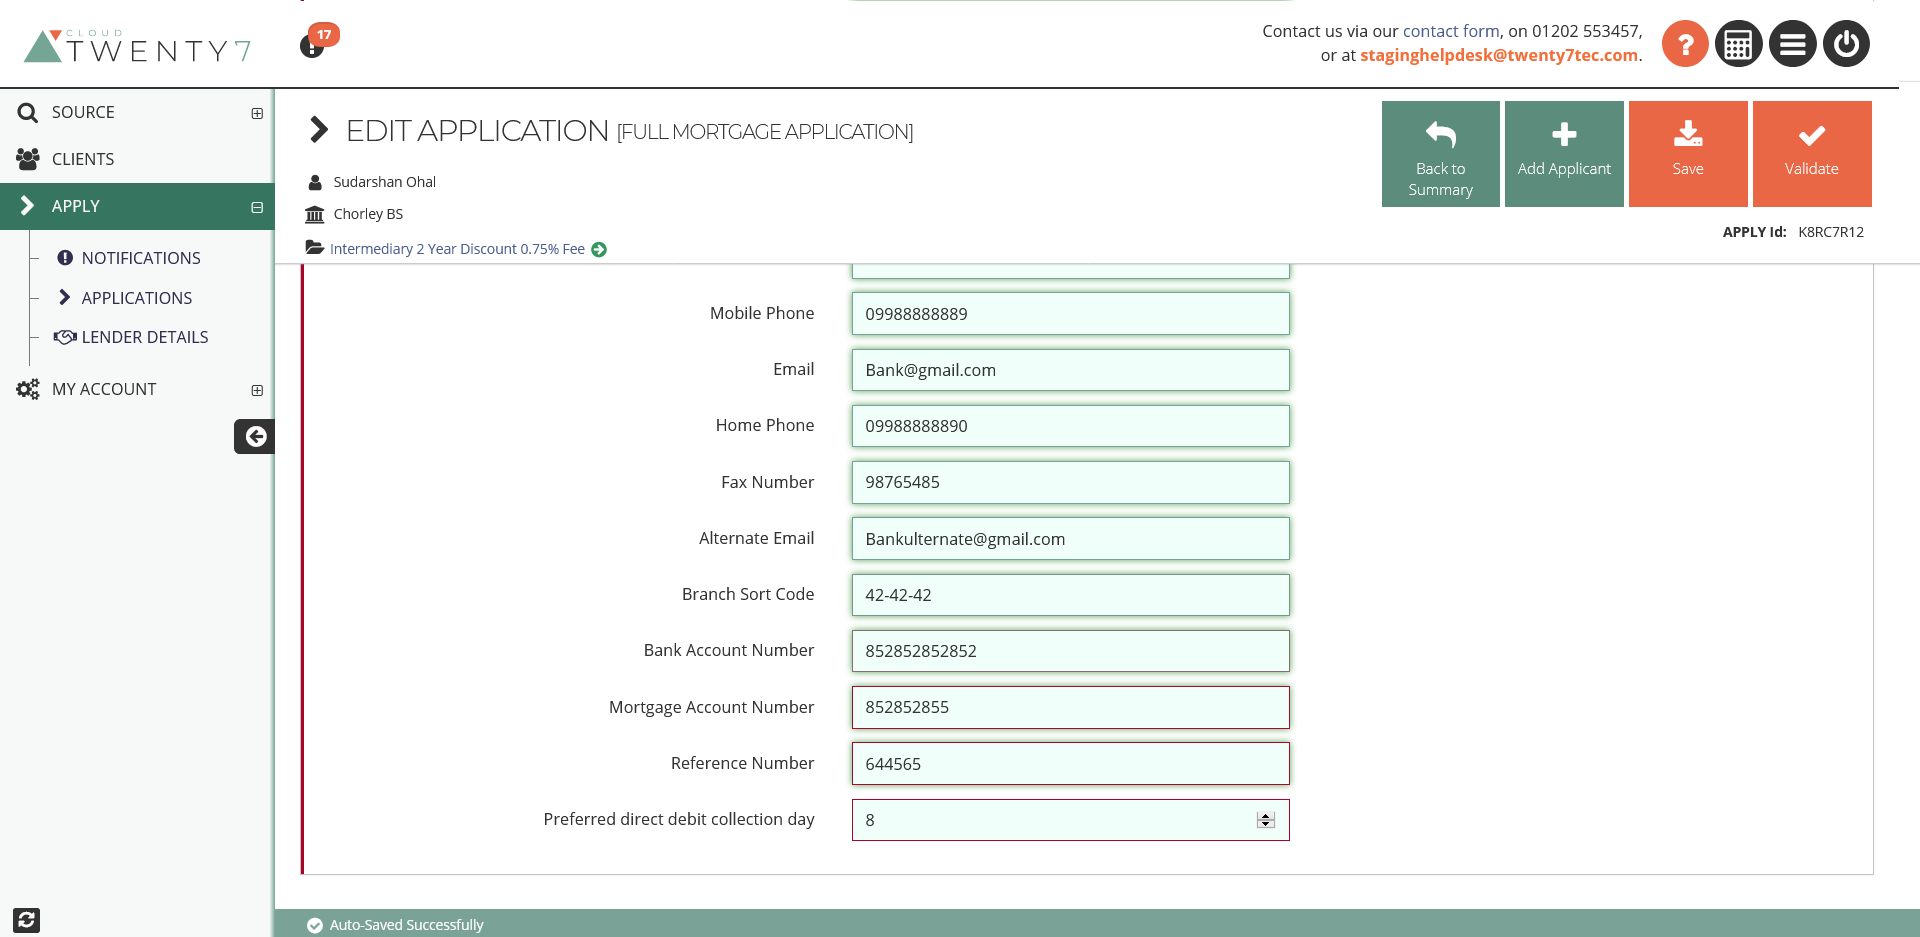 CLOUD
TWENTY7
17
Contact us via our contact form, on 01202 553457,
or at staginghelpdesk@twenty7tec.com.
SOURCE
CLIENTS
APPLY
NOTIFICATIONS
APPLICATIONS
LENDER DETAILS
MY ACCOUNT
EDIT APPLICATION [FULL MORTGAGE APPLICATION]
Sudarshan Ohal
Chorley BS
Intermediary 2 Year Discount 0.75% Fee
Back to
Summary
Add Applicant
Save
Validate
APPLY Id: K8RC7R12
Mobile Phone 09988888889
Email Bank@gmail.com
Home Phone 09988888890
Fax Number 98765485
Alternate Email Bankulternate@gmail.com
Branch Sort Code 42-42-42
Bank Account Number 852852852852
Mortgage Account Number 852852855
Reference Number 644565
Preferred direct debit collection day 8
Auto-Saved Successfully